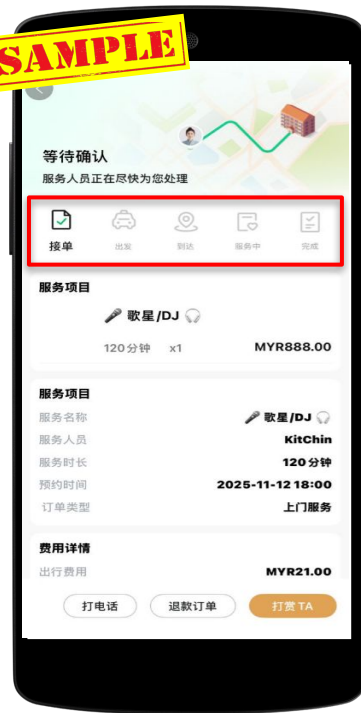 SAMPLE
等待确认
服务人员正在尽快为您处理
接单 出发 到达 服务中 完成
服务项目
歌星/DJ
120分钟 x1 MYR888.00
服务项目
服务名称 歌星/DJ
服务人员 KitChin
服务时长 120分钟
预约时间 2025-11-12 18:00
订单类型 上门服务
费用详情
出行费用 MYR21.00
打电话 退款订单 打赏TA